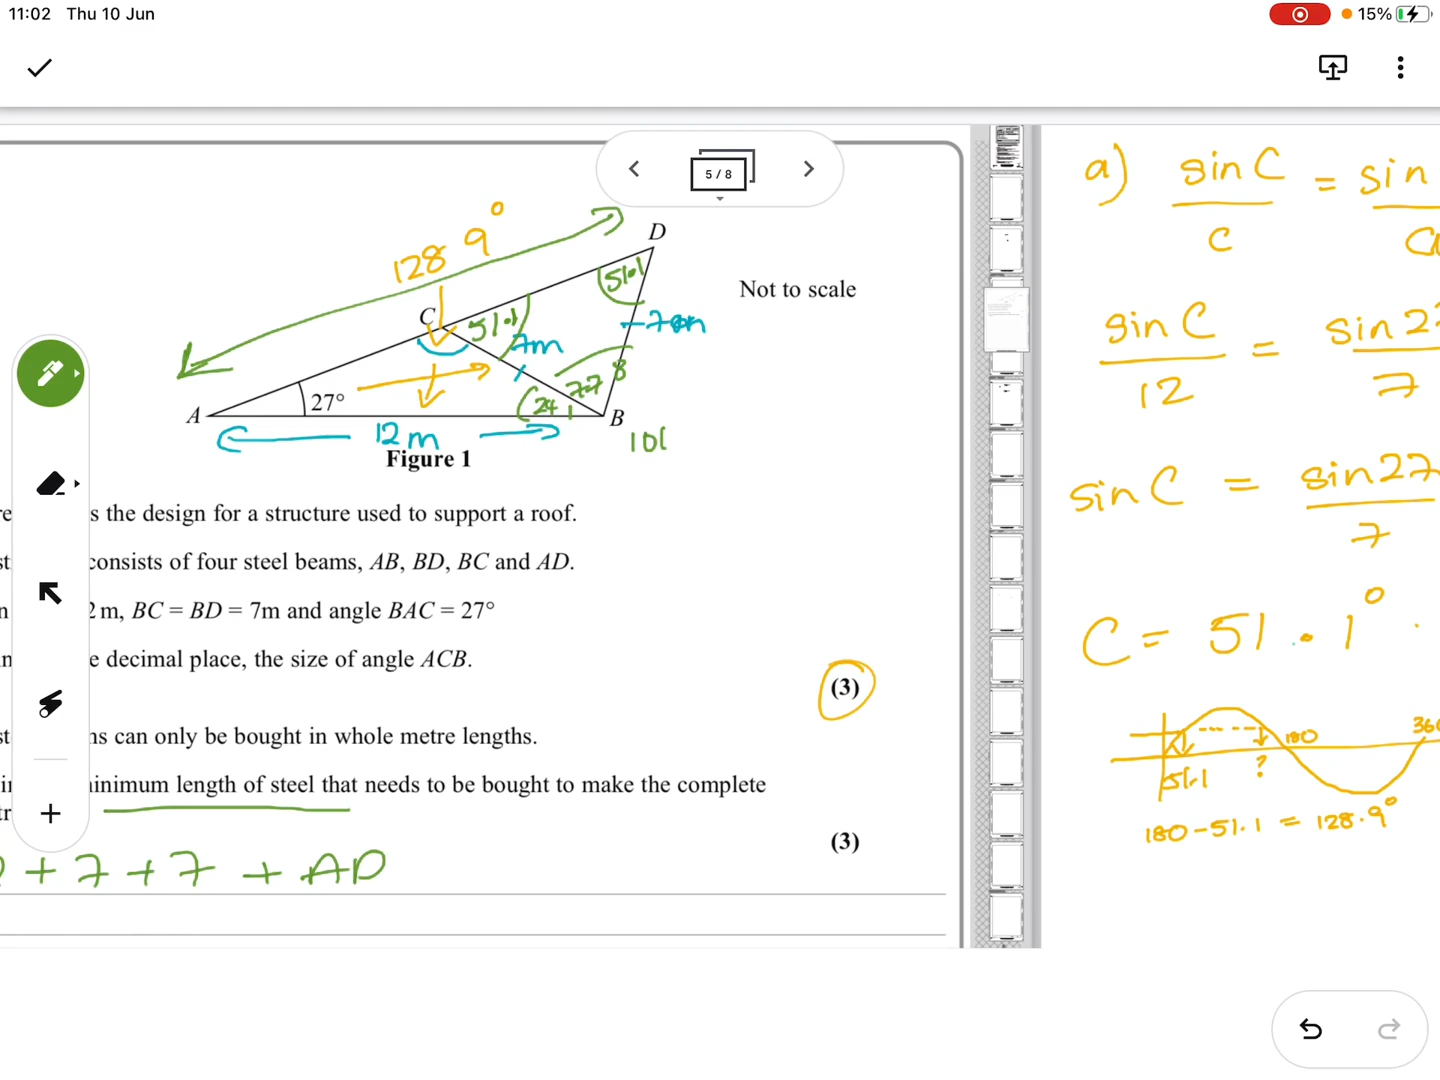 11:02 Thu 10 Jun
15%
5 / 8
128.9°
D
51.1
Not to scale
C
51.1
7m
7m
77.8
A
27°
24.1
B
12m
101
Figure 1
s the design for a structure used to support a roof.
consists of four steel beams, AB, BD, BC and AD.
2 m, BC = BD = 7m and angle BAC = 27°
e decimal place, the size of angle ACB.
(3)
ns can only be bought in whole metre lengths.
inimum length of steel that needs to be bought to make the complete
(3)
+ 7 + 7 + AD
a) sin C = sin
c
sin C = sin 27
12 7
sin C = sin 27
7
C = 51.1°
180 360
51.1 ?
180 - 51.1 = 128.9°